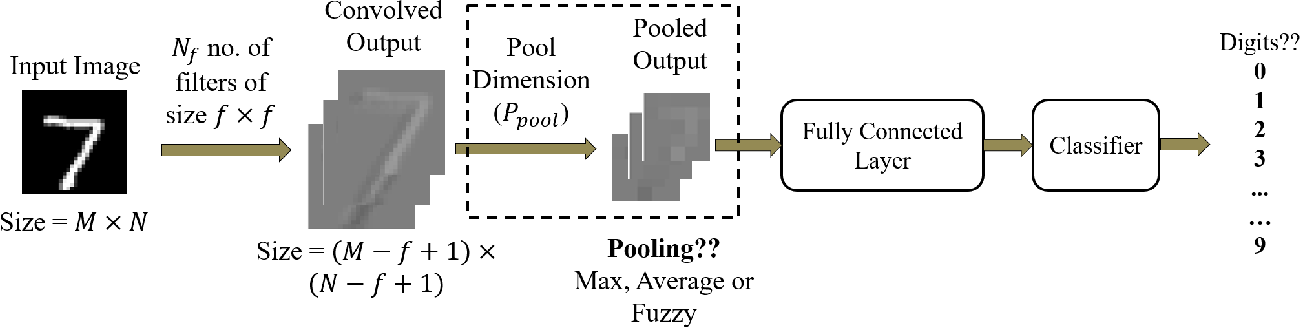 Input Image
Size = M × N
N_f no. of
filters of
size f × f
Convolved
Output
Size = (M − f + 1) ×
(N − f + 1)
Pool
Dimension
(P_pool)
Pooled
Output
Pooling??
Max, Average or
Fuzzy
Fully Connected
Layer
Classifier
Digits??
0
1
2
3
...
...
9